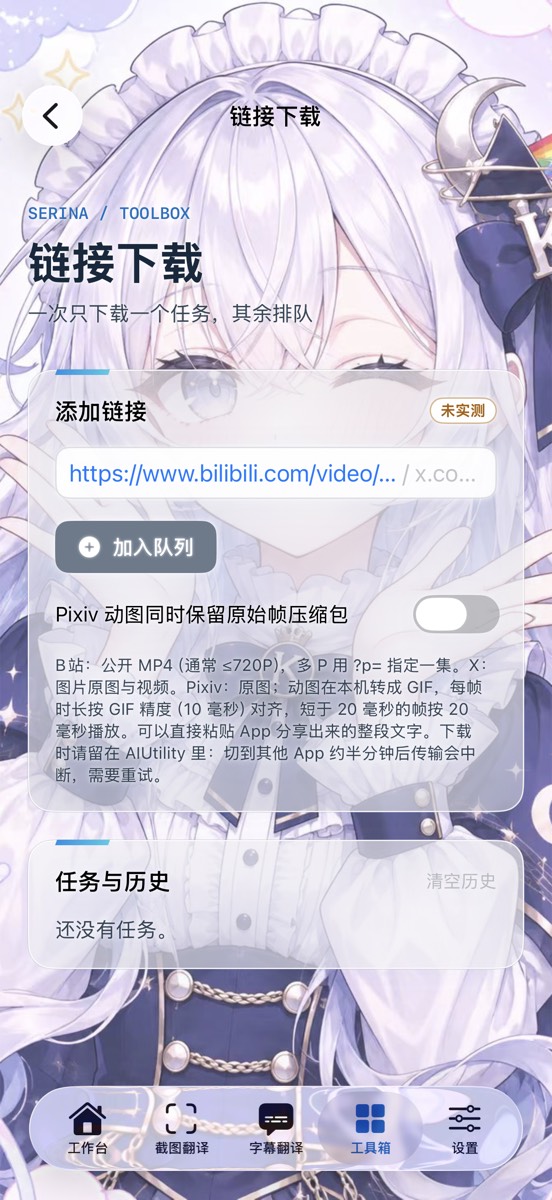 链接下载
SERINA / TOOLBOX
链接下载
一次只下载一个任务，其余排队
添加链接
未实测
https://www.bilibili.com/video/... / x.co...
加入队列
Pixiv 动图同时保留原始帧压缩包
B 站：公开 MP4 (通常 ≤720P)，多 P 用 ?p= 指定一集。X：
图片原图与视频。Pixiv：原图；动图在本机转成 GIF，每帧
时长按 GIF 精度 (10 毫秒) 对齐，短于 20 毫秒的帧按 20
毫秒播放。可以直接粘贴 App 分享出来的整段文字。下载
时请留在 AIUtility 里：切到其他 App 约半分钟后传输会中
断，需要重试。
任务与历史
清空历史
还没有任务。
工作台
截图翻译
字幕翻译
工具箱
设置